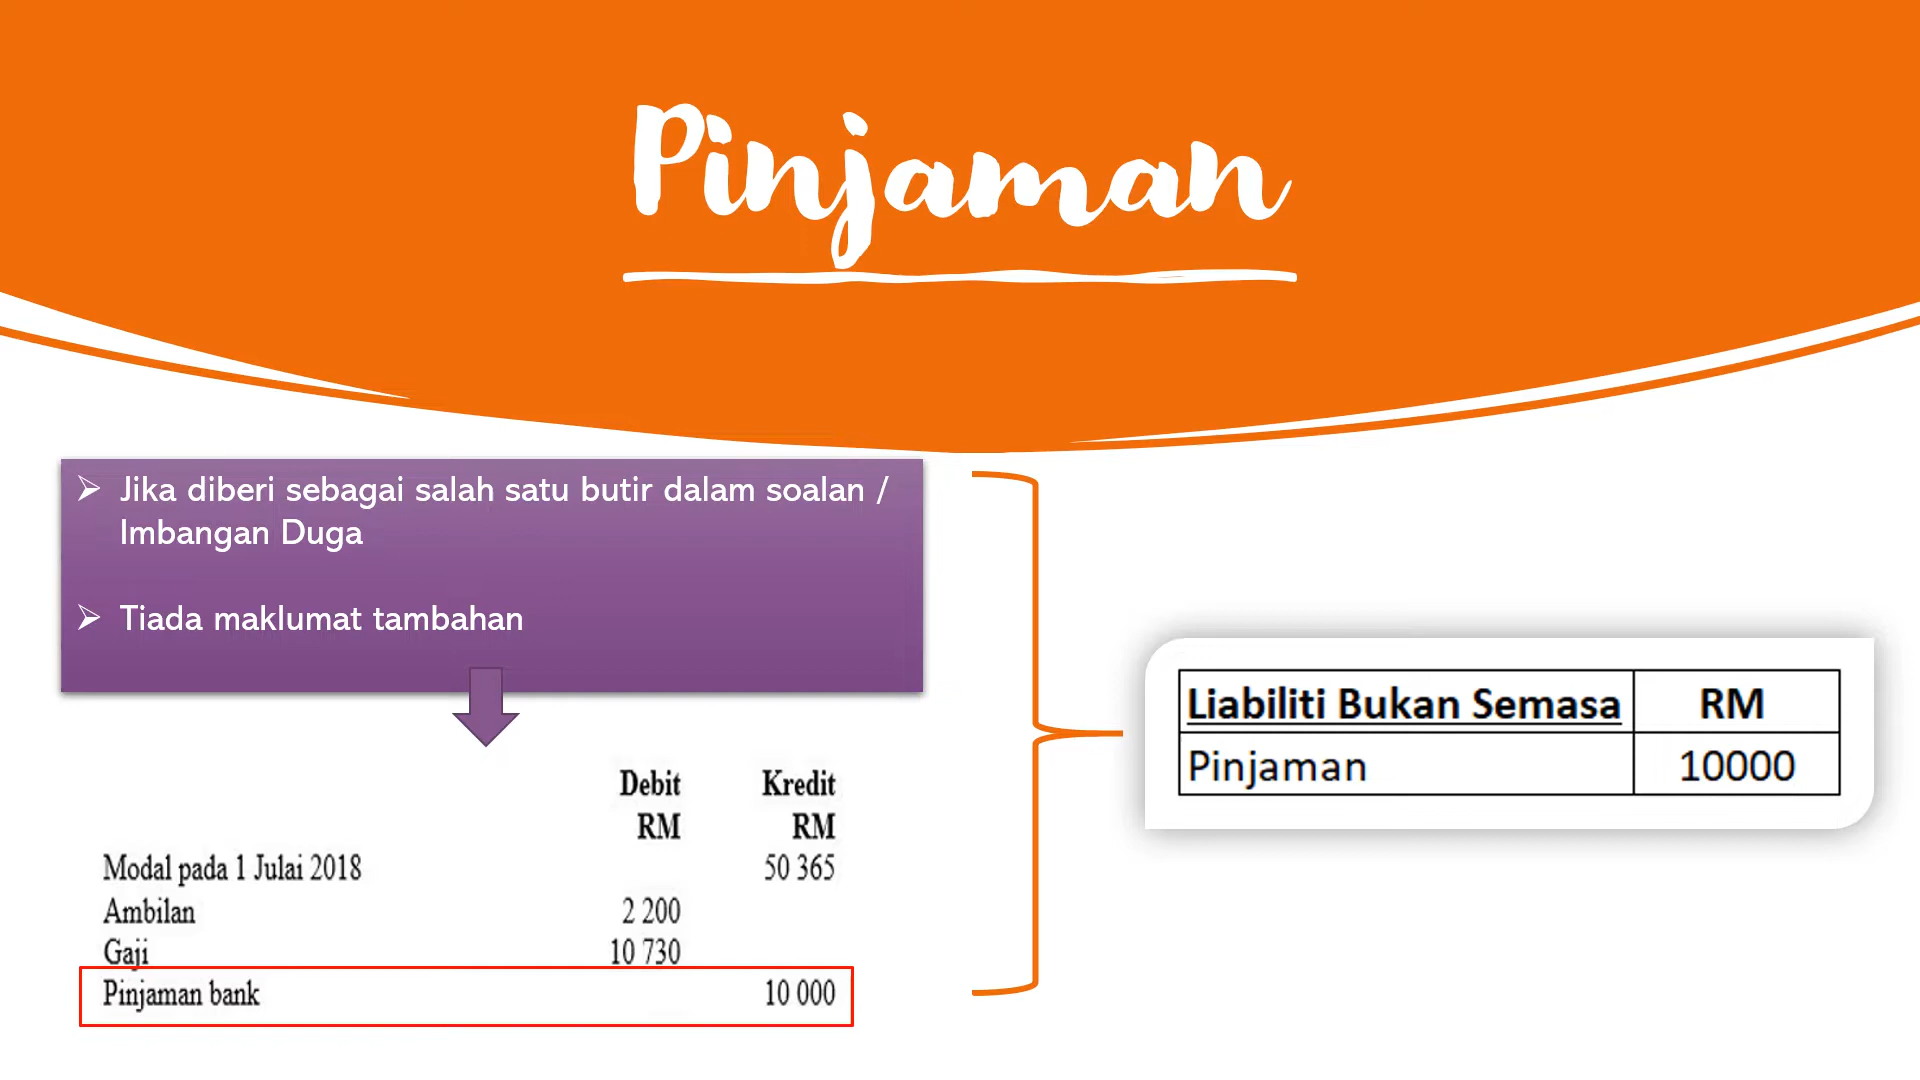 Pinjaman
Jika diberi sebagai salah satu butir dalam soalan /
Imbangan Duga
Tiada maklumat tambahan
Debit Kredit
RM RM
Modal pada 1 Julai 2018 50 365
Ambilan 2 200
Gaji 10 730
Pinjaman bank 10 000
Liabiliti Bukan Semasa RM
Pinjaman 10000